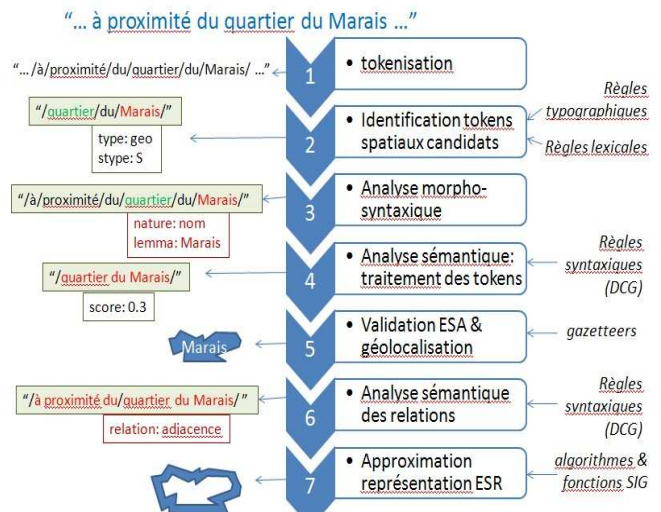 “... à proximité du quartier du Marais ...”
“... /à/proximité/du/quartier/du/Marais/ ...”
1
• tokenisation
“/quartier/du/Marais/”
type: geo
stype: S
2
• Identification tokens
spatiaux candidats
Règles
typographiques
Règles lexicales
“/à/proximité/du/quartier/du/Marais/”
nature: nom
lemma: Marais
3
• Analyse morpho-
syntaxique
“/quartier du Marais/”
score: 0.3
4
• Analyse sémantique:
traitement des tokens
Règles
syntaxiques
(DCG)
Marais
5
• Validation ESA &
géolocalisation
gazetteers
“/à proximité du/quartier du Marais/”
relation: adjacence
6
• Analyse sémantique
des relations
Règles
syntaxiques
(DCG)
7
• Approximation
représentation ESR
algorithmes &
fonctions SIG